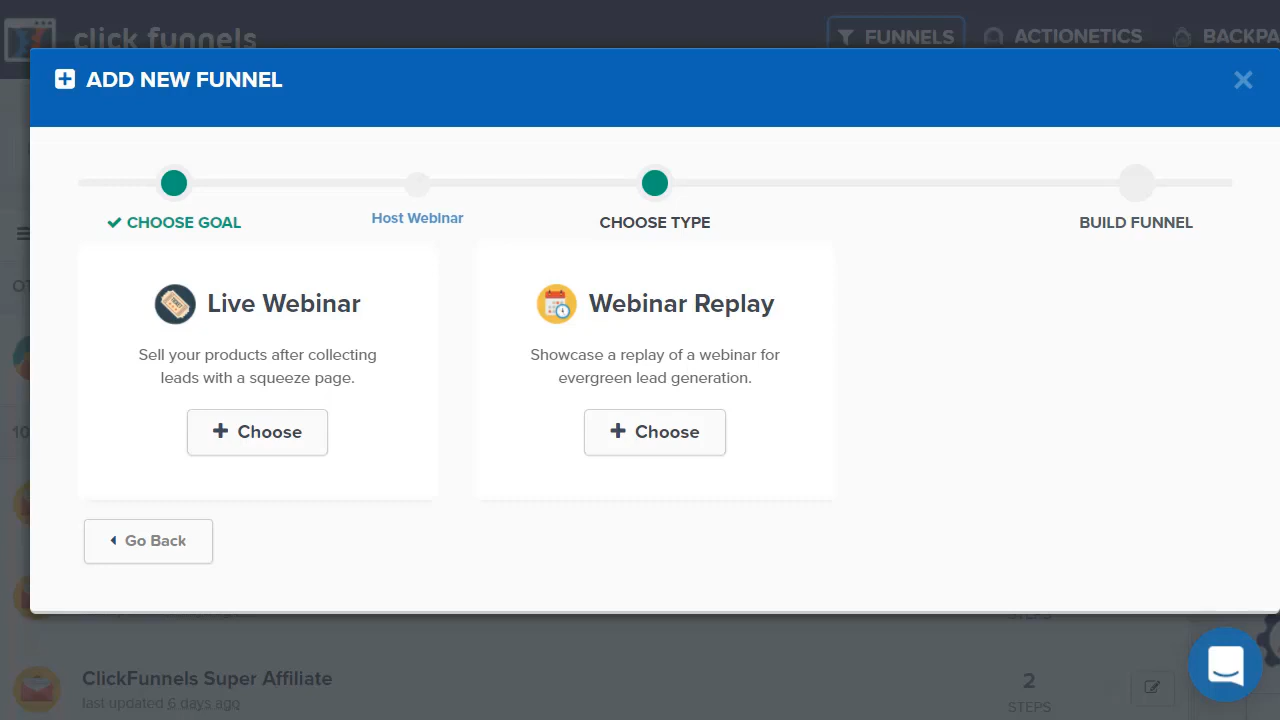 click funnels
FUNNELS
ACTIONETICS
BACKPA
ADD NEW FUNNEL
CHOOSE GOAL
Host Webinar
CHOOSE TYPE
BUILD FUNNEL
Live Webinar
Sell your products after collecting
leads with a squeeze page.
Choose
Webinar Replay
Showcase a replay of a webinar for
evergreen lead generation.
Choose
Go Back
ClickFunnels Super Affiliate
last updated 6 days ago
2
STEPS